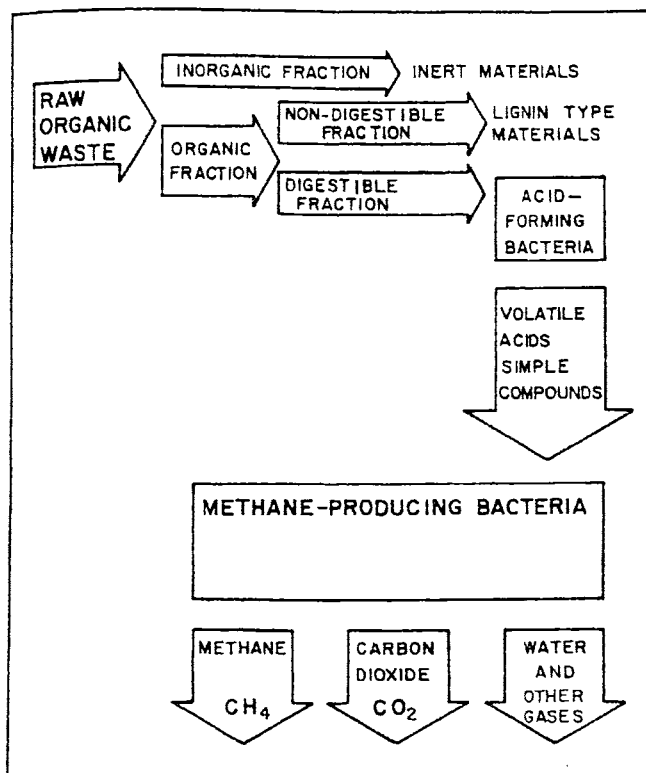 INORGANIC FRACTION
INERT MATERIALS
RAW
ORGANIC
WASTE
NON-DIGESTIBLE
FRACTION
LIGNIN TYPE
MATERIALS
ORGANIC
FRACTION
DIGESTIBLE
FRACTION
ACID-
FORMING
BACTERIA
VOLATILE
ACIDS
SIMPLE
COMPOUNDS
METHANE-PRODUCING BACTERIA
METHANE
CH₄
CARBON
DIOXIDE
CO₂
WATER
AND
OTHER
GASES